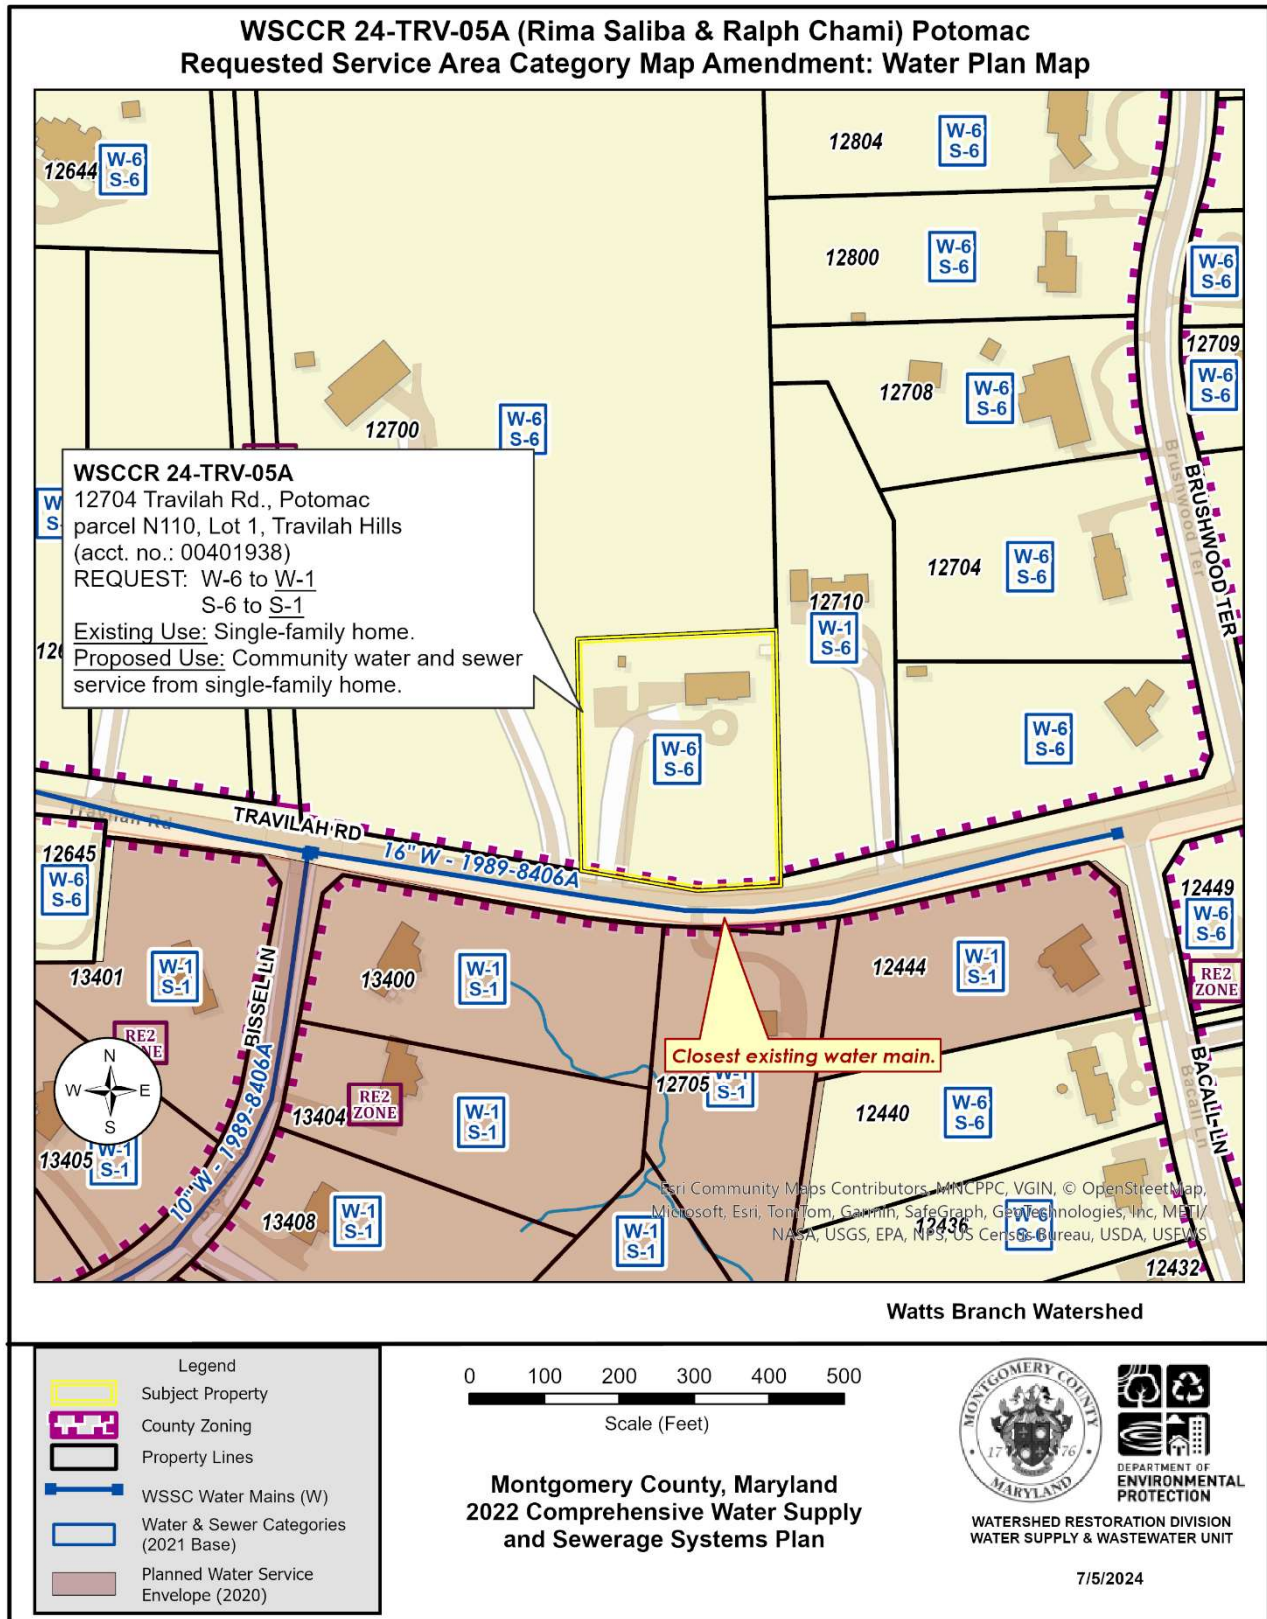 WSCCR 24-TRV-05A (Rima Saliba & Ralph Chami) Potomac
Requested Service Area Category Map Amendment: Water Plan Map
12644
W-6
S-6
12804
W-6
S-6
12800
W-6
S-6
W-6
S-6
12709
W-6
S-6
12708
W-6
S-6
12700
W-6
S-6
WSCCR 24-TRV-05A
12704 Travilah Rd., Potomac
parcel N110, Lot 1, Travilah Hills
(acct. no.: 00401938)
REQUEST: W-6 to W-1
S-6 to S-1
Existing Use: Single-family home.
Proposed Use: Community water and sewer
service from single-family home.
12704
W-6
S-6
12710
W-1
S-6
Brushwood Ter
BRUSHWOOD TER
W-6
S-6
W-6
S-6
Travilah Rd
TRAVILAH RD
16" W - 1989-8406A
12645
W-6
S-6
12449
W-6
S-6
RE2
ZONE
13401
W-1
S-1
BISSEL LN
13400
W-1
S-1
12444
W-1
S-1
Closest existing water main.
12705
W-1
S-1
RE2
N
W E
S
10" W - 1989-8406A
13404
RE2
ZONE
W-1
S-1
12440
W-6
S-6
BACALL LN
Bacall Ln
13405
W-1
S-1
13408
W-1
S-1
W-1
S-1
12436
W-6
S-6
12432
Esri Community Maps Contributors, MNCPPC, VGIN, © OpenStreetMap,
Microsoft, Esri, TomTom, Garmin, SafeGraph, GeoTechnologies, Inc, METI/
NASA, USGS, EPA, NPS, US Census Bureau, USDA, USFWS
Watts Branch Watershed
Legend
Subject Property
County Zoning
Property Lines
WSSC Water Mains (W)
Water & Sewer Categories
(2021 Base)
Planned Water Service
Envelope (2020)
0 100 200 300 400 500
Scale (Feet)
Montgomery County, Maryland
2022 Comprehensive Water Supply
and Sewerage Systems Plan
MONTGOMERY COUNTY
17 76
MARYLAND
DEPARTMENT OF
ENVIRONMENTAL
PROTECTION
WATERSHED RESTORATION DIVISION
WATER SUPPLY & WASTEWATER UNIT
7/5/2024